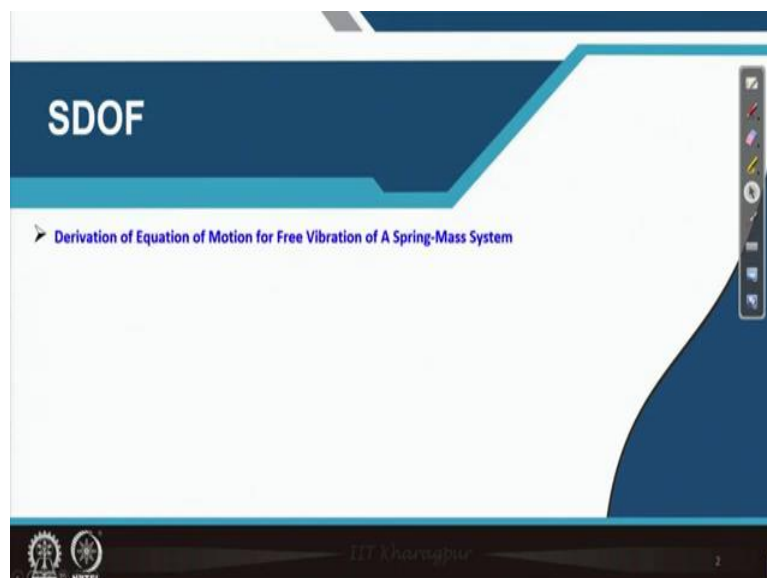 SDOF
Derivation of Equation of Motion for Free Vibration of A Spring-Mass System
IIT Kharagpur
2